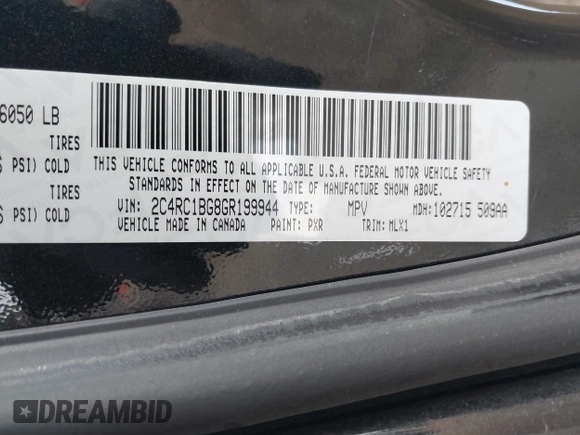 6050 LB
TIRES
PSI) COLD
TIRES
PSI) COLD
THIS VEHICLE CONFORMS TO ALL APPLICABLE U.S.A. FEDERAL MOTOR VEHICLE SAFETY
STANDARDS IN EFFECT ON THE DATE OF MANUFACTURE SHOWN ABOVE.
VIN: 2C4RC1BG8GR199944 TYPE: MPV MDH: 102715 509AA
VEHICLE MADE IN CANADA PAINT: PXR TRIM: MLX1
DREAMBID